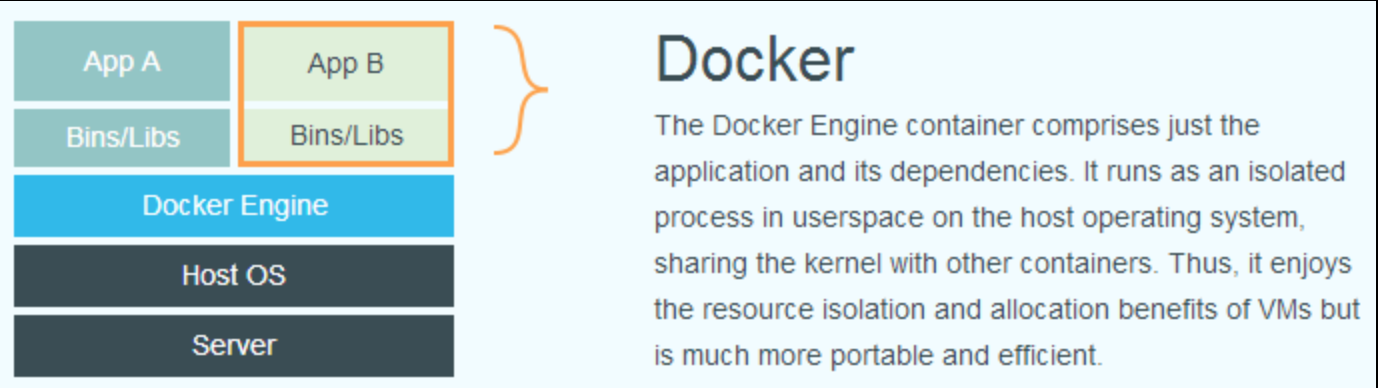 App A
App B
Bins/Libs
Bins/Libs
Docker Engine
Host OS
Server
Docker
The Docker Engine container comprises just the
application and its dependencies. It runs as an isolated
process in userspace on the host operating system,
sharing the kernel with other containers. Thus, it enjoys
the resource isolation and allocation benefits of VMs but
is much more portable and efficient.